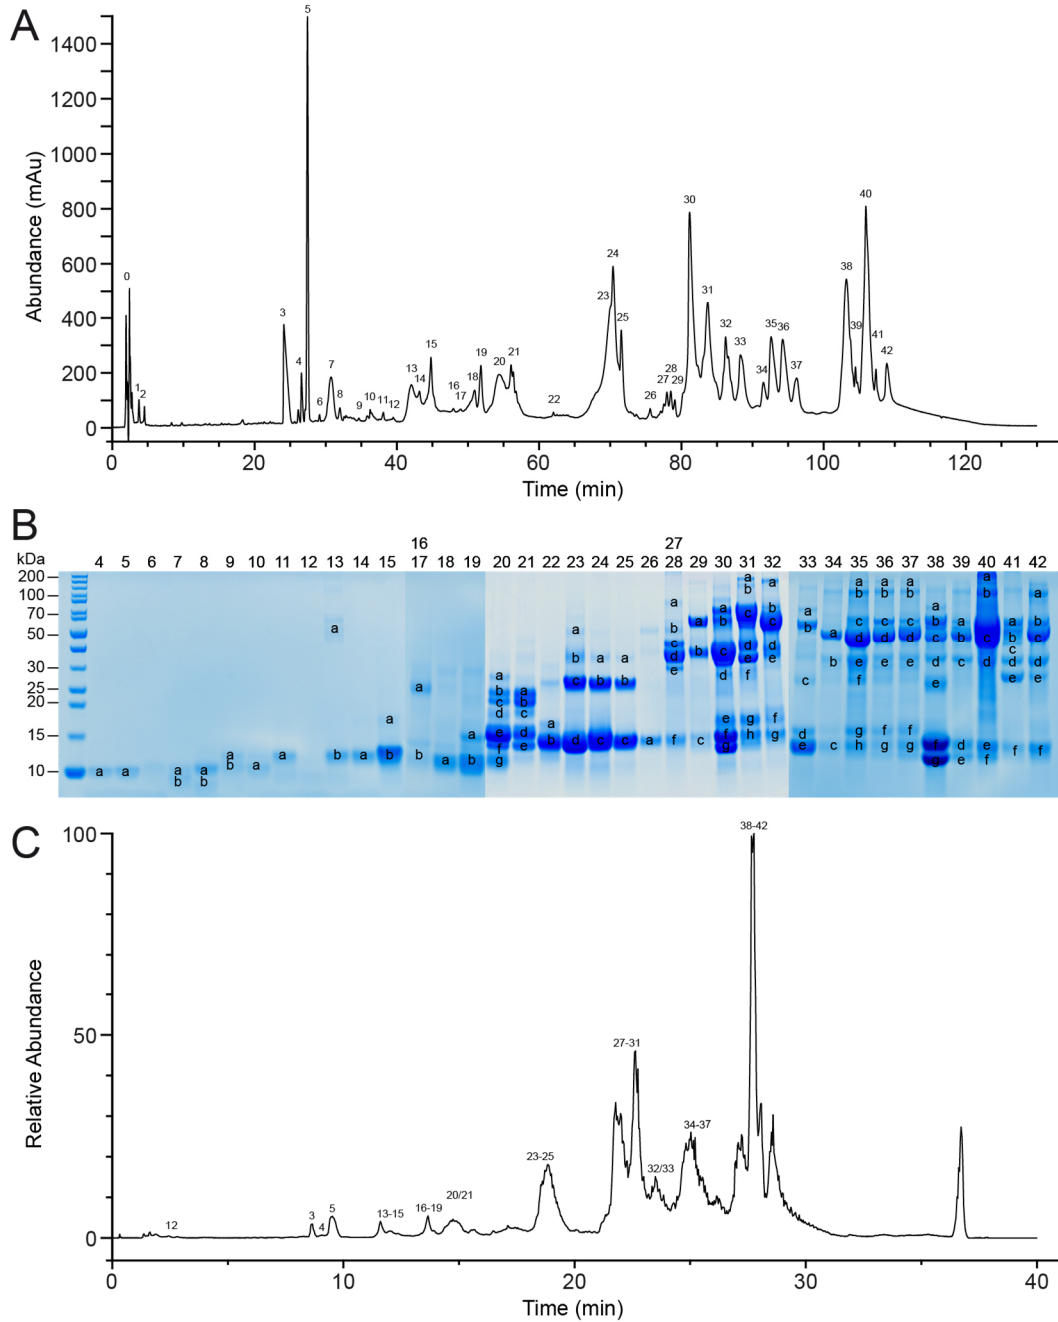 A
Abundance (mAu)
1400
1200
1000
800
600
400
200
0
0 1 2 3 4 5 6 7 8 9 10 11 12 13 14 15 16 17 18 19 20 21 22 23 24 25 26 27 28 29 30 31 32 33 34 35 36 37 38 39 40 41 42
0 20 40 60 80 100 120
Time (min)
B
16 27
kDa 4 5 6 7 8 9 10 11 12 13 14 15 17 18 19 20 21 22 23 24 25 26 28 29 30 31 32 33 34 35 36 37 38 39 40 41 42
200
100
70
50
30
25
20
15
10
a
a
a b
a b
a b
a
a
a b
a
a b
a b
a
a b
a b c d e f g
a b c d e
a b
a b c d
a b c
a b c
a
a b c d e f
a b c
a b c d e f d
a b c d e f g h
a b c d e f g
a b c d e
a b c
a b c d e f g h
a b c d e f g
a b c d e f g
a b c d e f g
a b c d e
a b c d e f
a b c d e f
a b c d e f
C
Relative Abundance
100
50
0
12
3
4
5
13-15
16-19
20/21
23-25
27-31
32/33
34-37
38-42
0 10 20 30 40
Time (min)